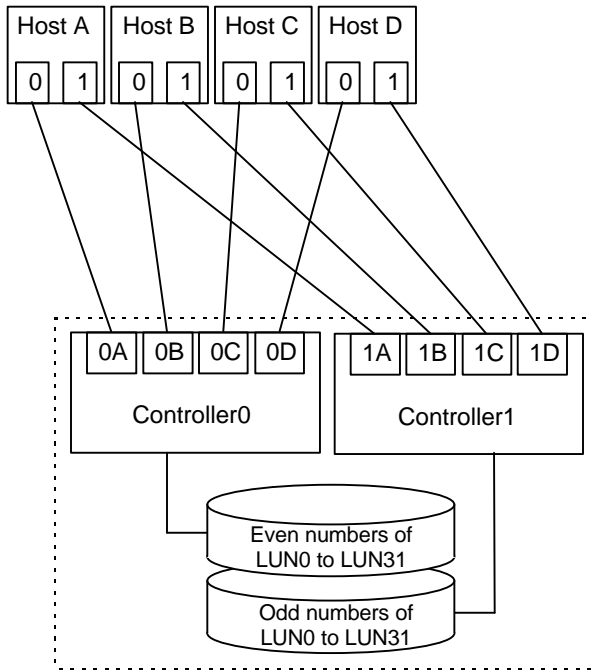 Host A Host B Host C Host D
0 1 0 1 0 1 0 1
0A 0B 0C 0D 1A 1B 1C 1D
Controller0 Controller1
Even numbers of
LUN0 to LUN31
Odd numbers of
LUN0 to LUN31